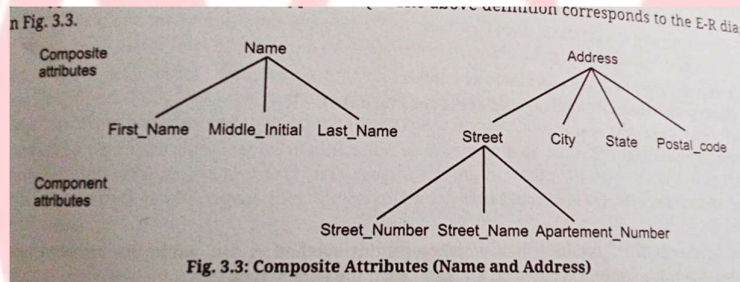 definition corresponds to the E-R dia
n Fig. 3.3.
Composite
attributes
Name
Address
First_Name Middle_Initial Last_Name
Street City State Postal_code
Component
attributes
Street_Number Street_Name Apartement_Number
Fig. 3.3: Composite Attributes (Name and Address)